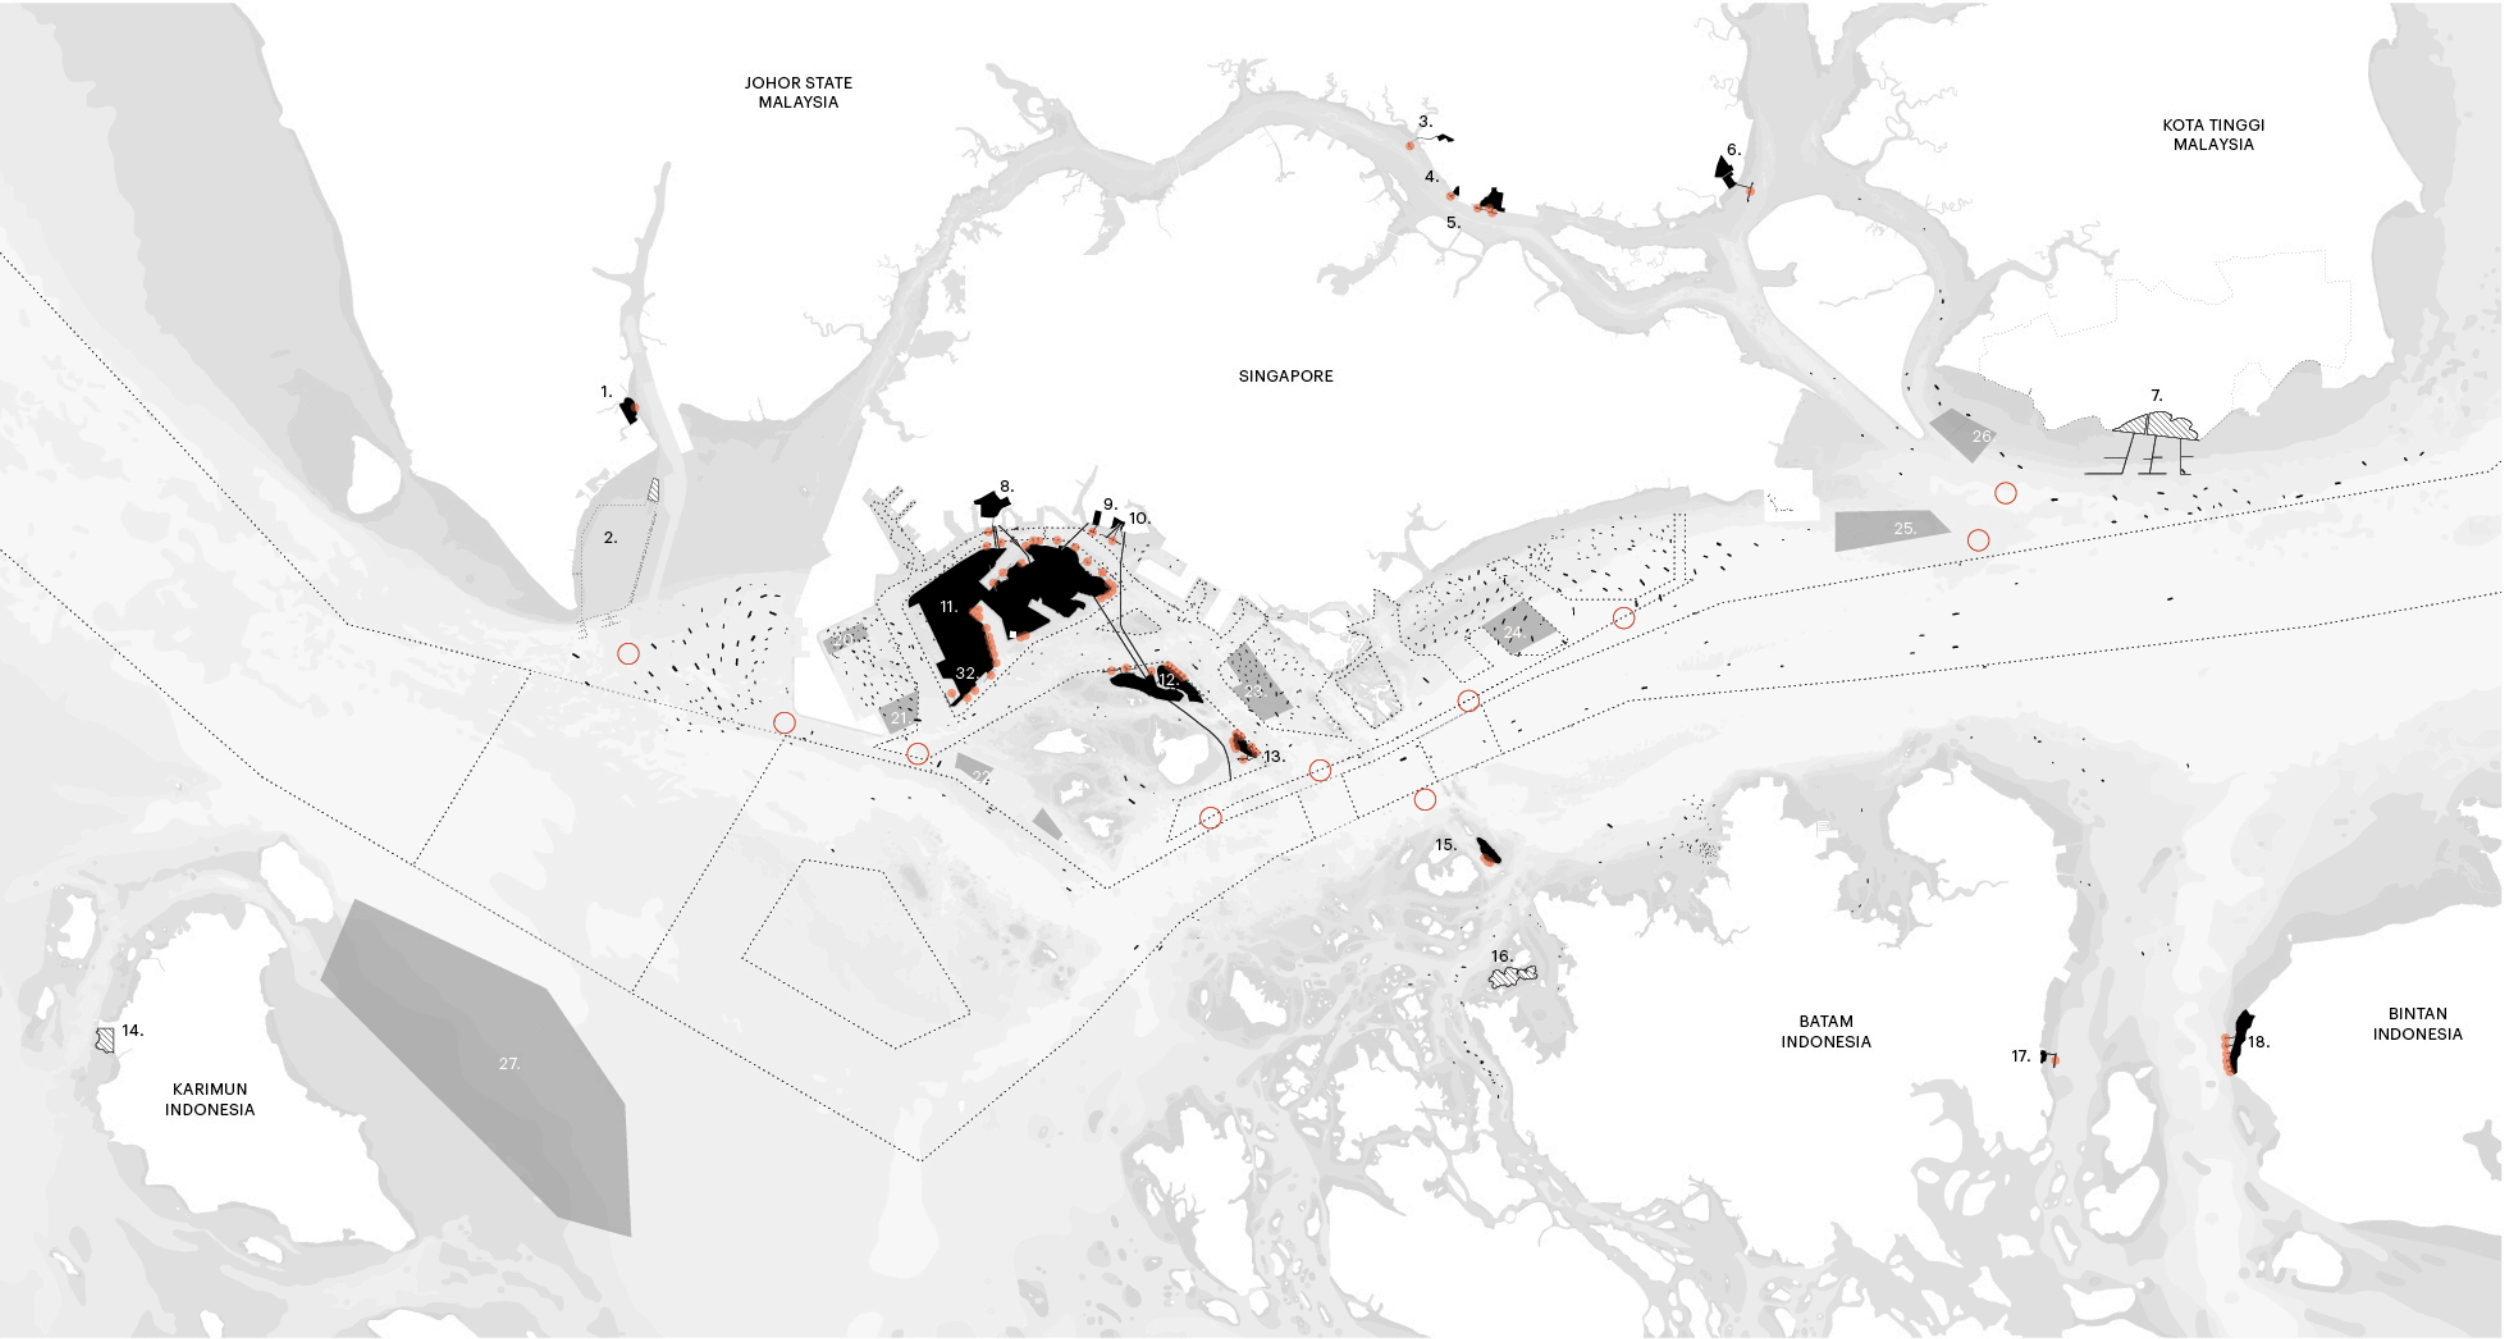 JOHOR STATE
MALAYSIA
KOTA TINGGI
MALAYSIA
3.
6.
4.
5.
SINGAPORE
1.
7.
26.
8.
9.
10.
25.
2.
11.
20.
24.
32.
12.
23.
21.
13.
22.
15.
16.
14.
27.
BATAM
INDONESIA
BINTAN
INDONESIA
17.
18.
KARIMUN
INDONESIA